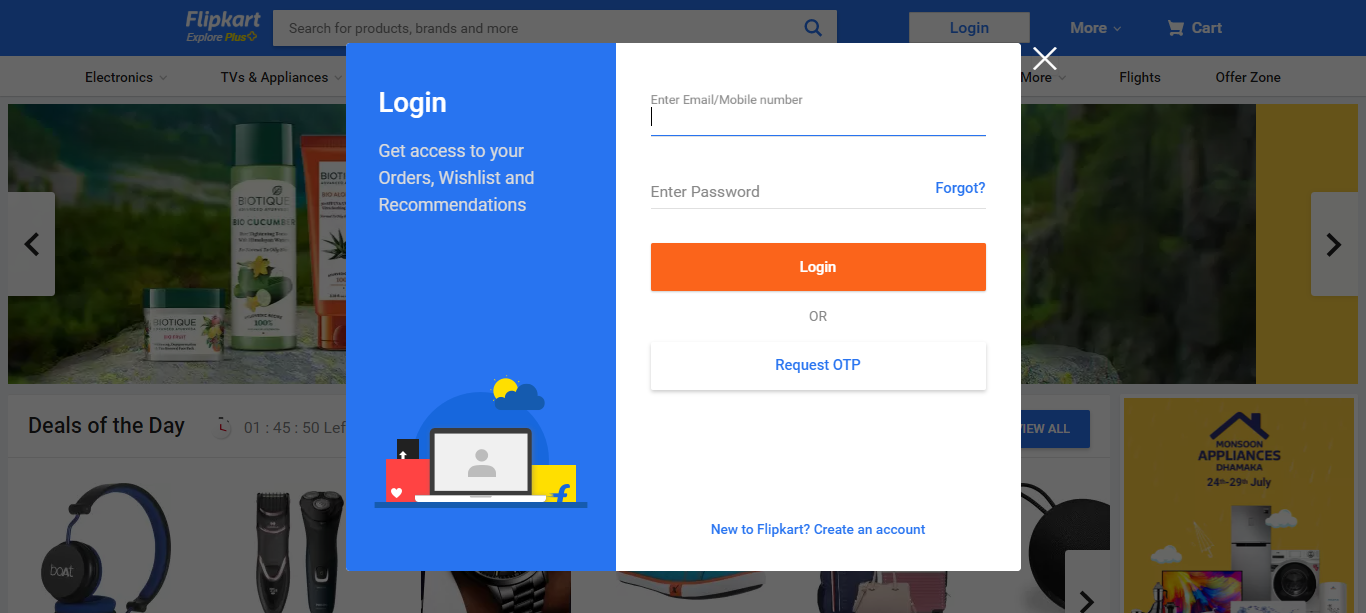 Flipkart
Explore Plus
Search for products, brands and more
Login
More
Cart
Electronics
TVs & Appliances
More
Flights
Offer Zone
Login
Get access to your
Orders, Wishlist and
Recommendations
Enter Email/Mobile number
Enter Password
Forgot?
Login
OR
Request OTP
New to Flipkart? Create an account
BIOTIQUE
BIO CUCUMBER
100%
BIOTIQUE
BIO FRUIT
Deals of the Day
01 : 45 : 50 Lef
VIEW ALL
boAt
MONSOON
APPLIANCES
DHAMAKA
24th-29th July